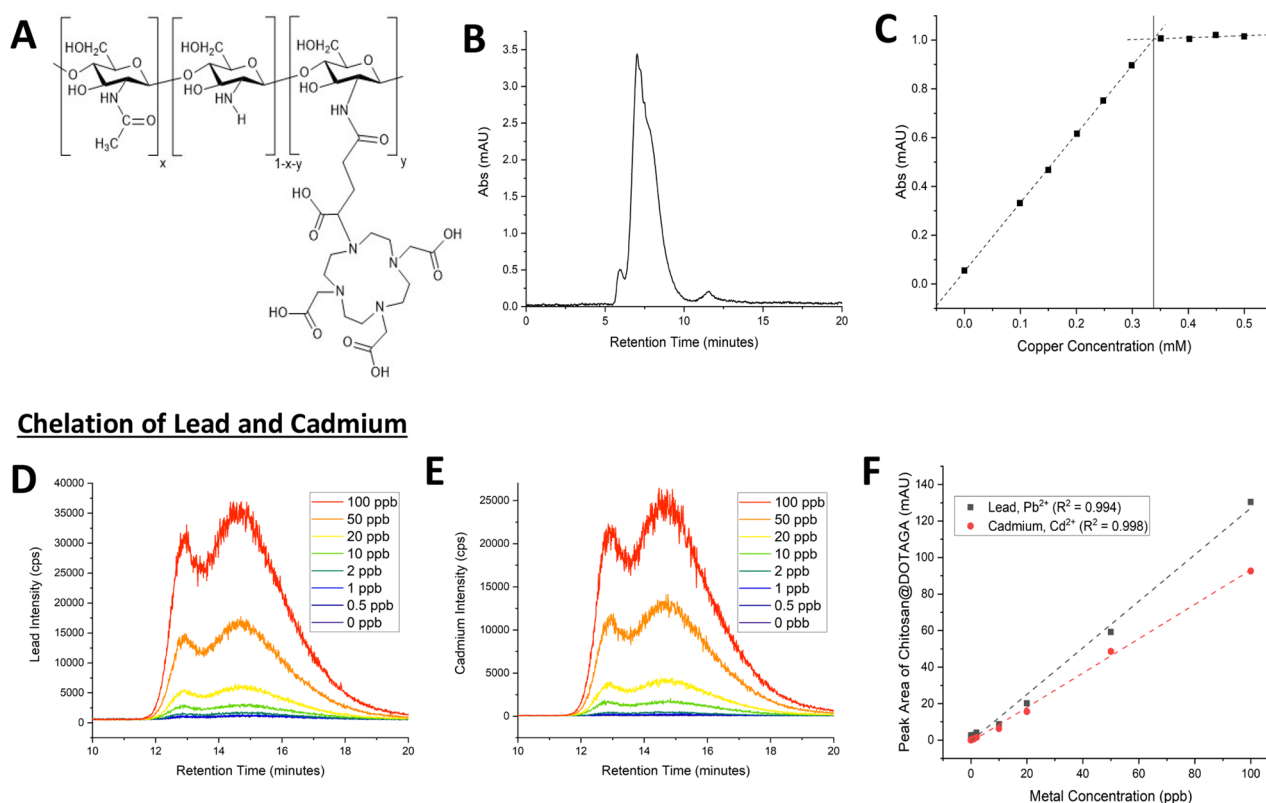 A
HOH₂C
HOH₂C
HOH₂C
O
O
O
O
O
O
HO
HO
HO
NH
N
NH
H
O
O
H₃C
x
1-x-y
y
HO
O
N
N
N
N
O
OH
HO
O
O
OH
B
Abs (mAU)
3.5
3.0
2.5
2.0
1.5
1.0
0.5
0.0
0
5
10
15
20
Retention Time (minutes)
C
Abs (mAU)
1.0
0.8
0.6
0.4
0.2
0.0
0.0
0.1
0.2
0.3
0.4
0.5
Copper Concentration (mM)
Chelation of Lead and Cadmium
D
Lead Intensity (cps)
40000
35000
30000
25000
20000
15000
10000
5000
0
100 ppb
50 ppb
20 ppb
10 ppb
2 ppb
1 ppb
0.5 ppb
0 ppb
10
12
14
16
18
20
Retention Time (minutes)
E
Cadmium Intensity (cps)
25000
20000
15000
10000
5000
0
100 ppb
50 ppb
20 ppb
10 ppb
2 ppb
1 ppb
0.5 ppb
0 pbb
10
12
14
16
18
20
Retention Time (minutes)
F
Peak Area of Chitosan@DOTAGA (mAU)
140
120
100
80
60
40
20
0
Lead, Pb²⁺ (R² = 0.994)
Cadmium, Cd²⁺ (R² = 0.998)
0
20
40
60
80
100
Metal Concentration (ppb)